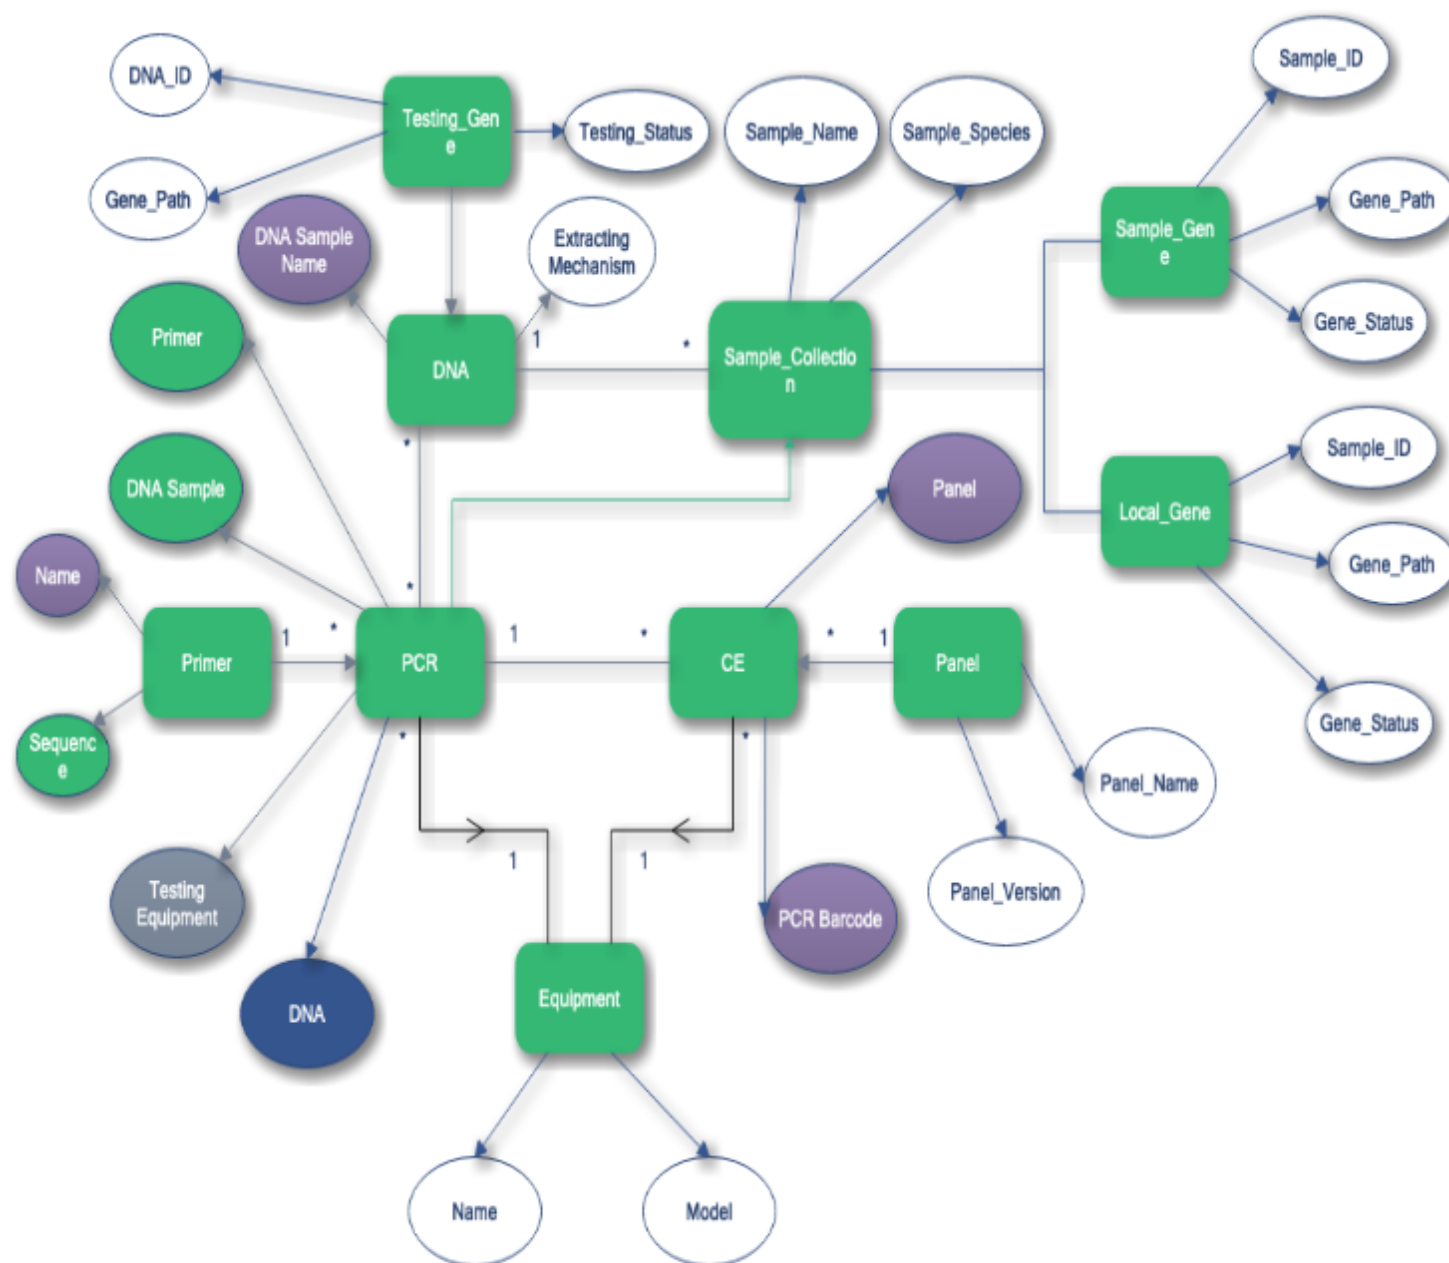 Sample_ID
DNA_ID
Testing_Gen
e
Testing_Status
Sample_Name
Sample_Species
Gene_Path
Gene_Path
Sample_Gen
e
DNA Sample
Name
Extracting
Mechanism
Gene_Status
Primer
1
*
DNA
Sample_Collectio
n
*
Sample_ID
DNA Sample
Panel
Local_Gene
Gene_Path
Name
*
1
*
1
*
*
1
Primer
PCR
CE
Panel
Gene_Status
Sequenc
e
*
*
Panel_Name
1
1
Testing
Equipment
Panel_Version
PCR Barcode
DNA
Equipment
Name
Model